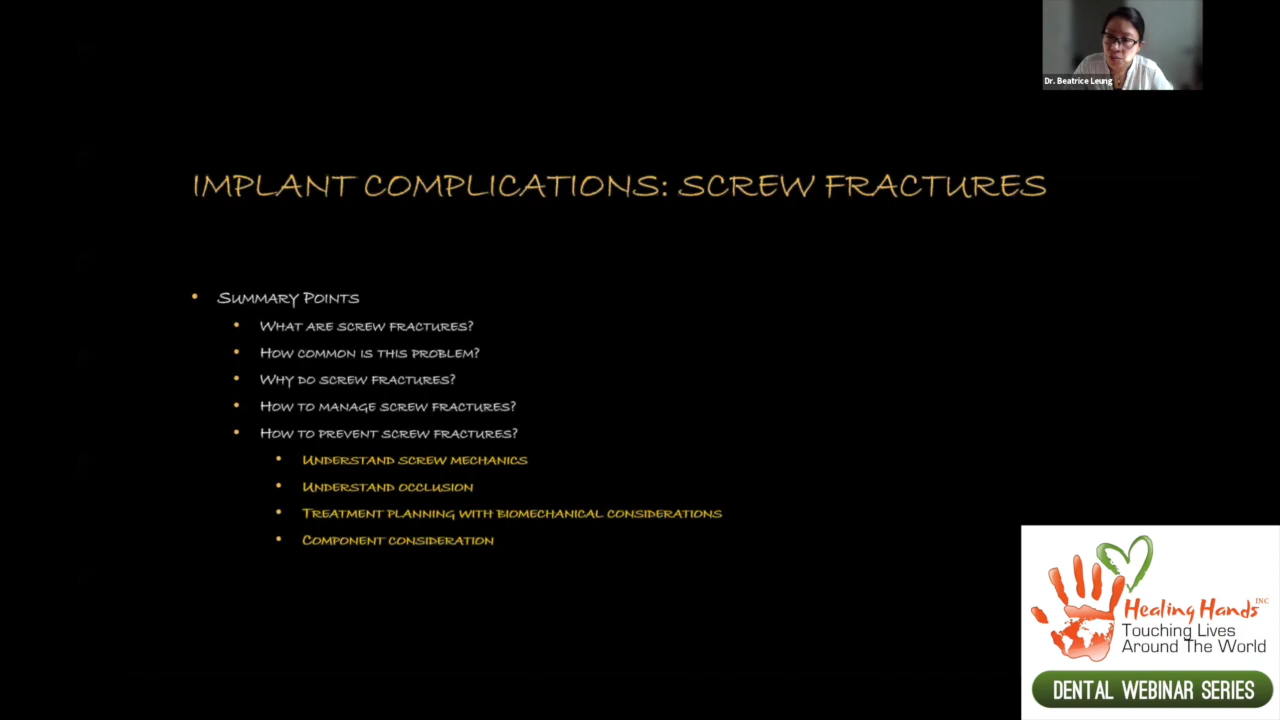 Dr. Beatrice Leung
IMPLANT COMPLICATIONS: SCREW FRACTURES
• SUMMARY POINTS
• WHAT ARE SCREW FRACTURES?
• HOW COMMON IS THIS PROBLEM?
• WHY DO SCREW FRACTURES?
• HOW TO MANAGE SCREW FRACTURES?
• HOW TO PREVENT SCREW FRACTURES?
• UNDERSTAND SCREW MECHANICS
• UNDERSTAND OCCLUSION
• TREATMENT PLANNING WITH BIOMECHANICAL CONSIDERATIONS
• COMPONENT CONSIDERATION
Healing Hands INC
Touching Lives
Around The World
DENTAL WEBINAR SERIES